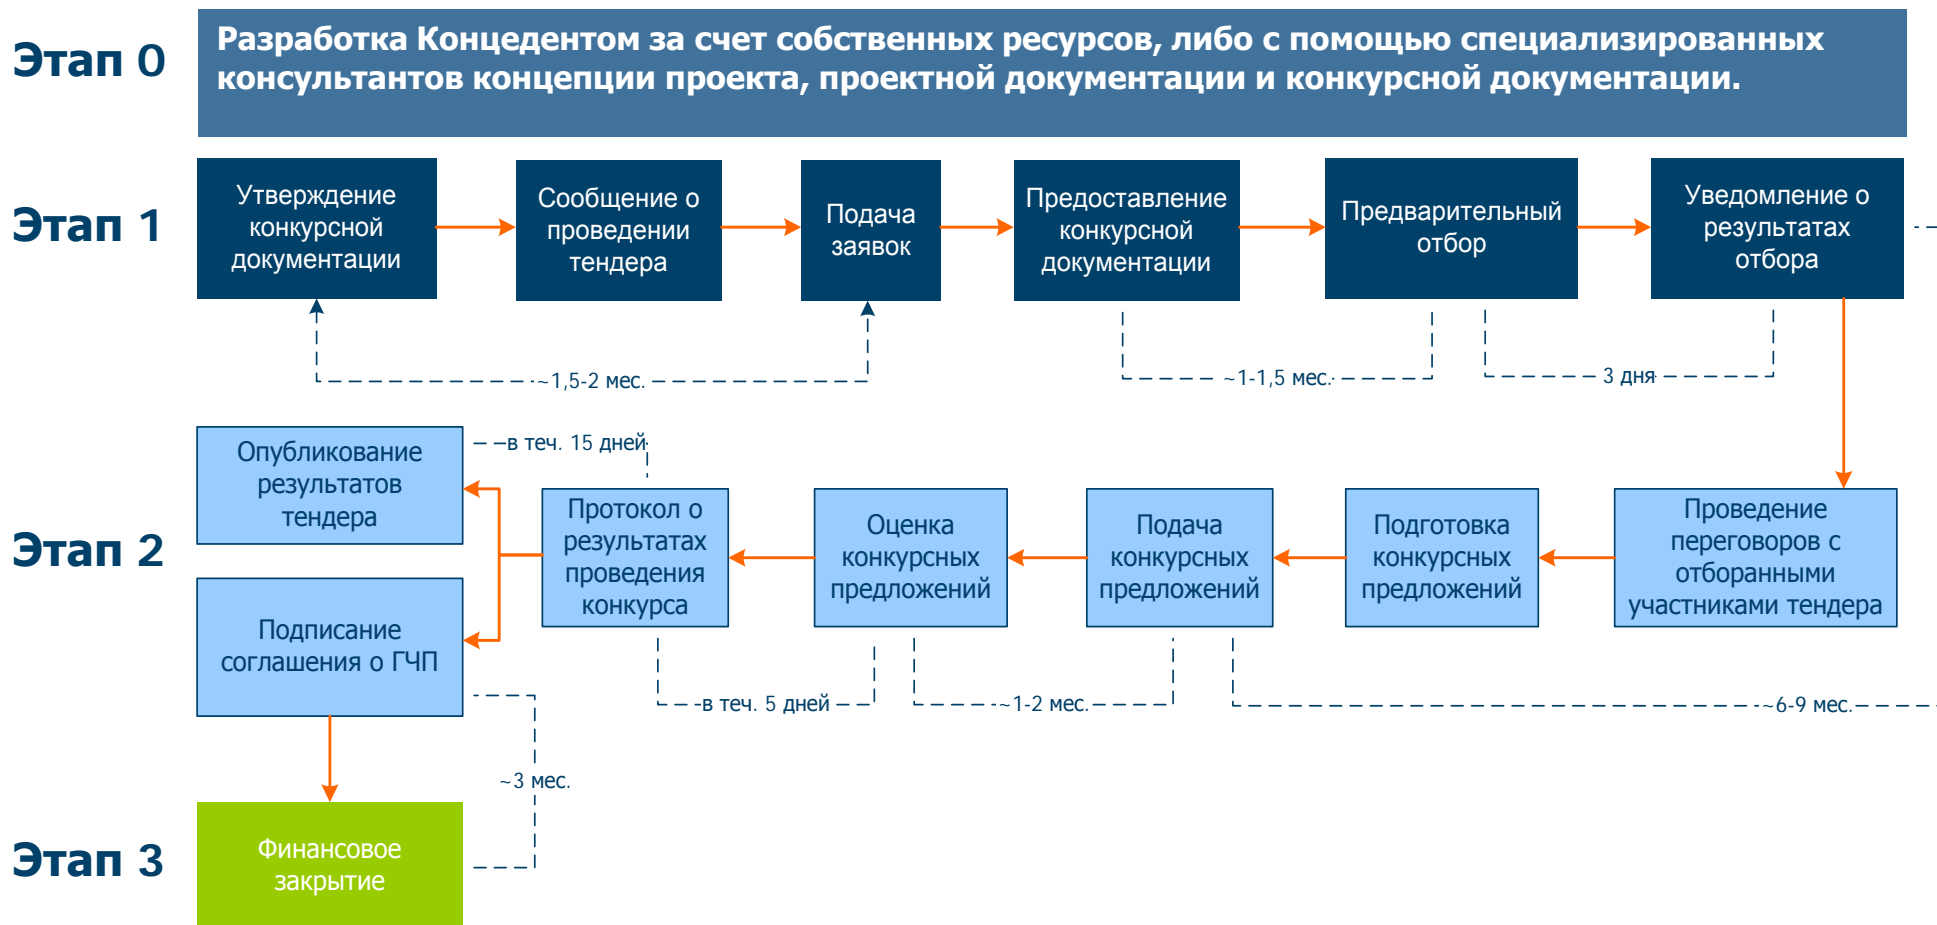 Этап 0
Разработка Концедентом за счет собственных ресурсов, либо с помощью специализированных
консультантов концепции проекта, проектной документации и конкурсной документации.
Этап 1
Утверждение
конкурсной
документации
Сообщение о
проведении
тендера
Подача
заявок
Предоставление
конкурсной
документации
Предварительный
отбор
Уведомление о
результатах
отбора
~1,5-2 мес.
~1-1,5 мес.
3 дня
Этап 2
Опубликование
результатов
тендера
в теч. 15 дней
Подписание
соглашения о ГЧП
Протокол о
результатах
проведения
конкурса
Оценка
конкурсных
предложений
Подача
конкурсных
предложений
Подготовка
конкурсных
предложений
Проведение
переговоров с
отборанными
участниками тендера
в теч. 5 дней
~1-2 мес.
~6-9 мес.
~3 мес.
Этап 3
Финансовое
закрытие